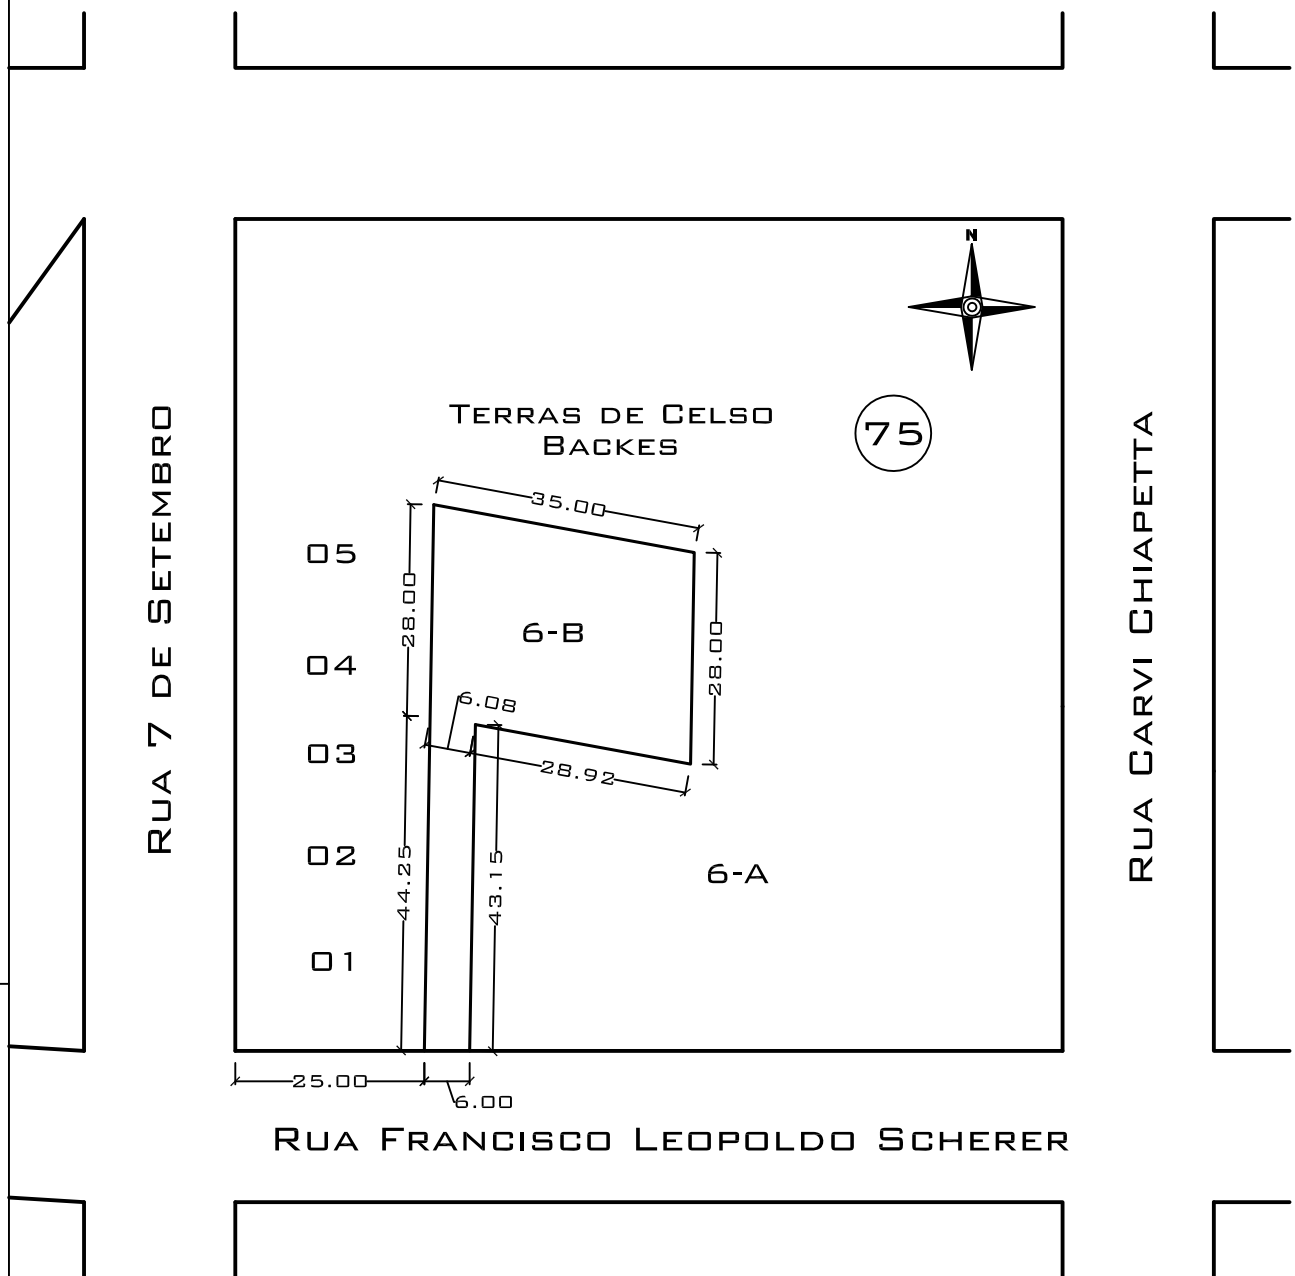 N
TERRAS DE CELSO
BACKES
75
35.00
05
28.00
6-B
28.00
04
6.08
03
28.92
02
44.25
43.15
6-A
01
25.00
6.00
RUA 7 DE SETEMBRO
RUA CARVI CHIAPETTA
RUA FRANCISCO LEOPOLDO SCHERER